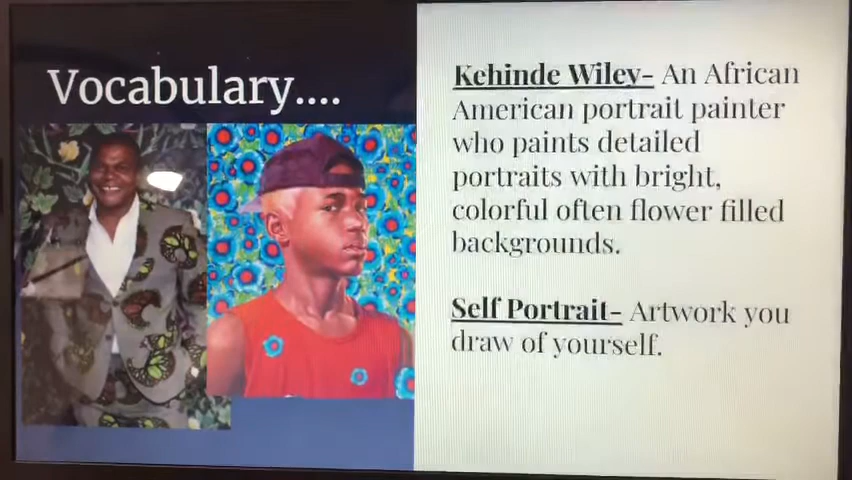 Vocabulary....
Kehinde Wiley- An African
American portrait painter
who paints detailed
portraits with bright,
colorful often flower filled
backgrounds.
Self Portrait- Artwork you
draw of yourself.